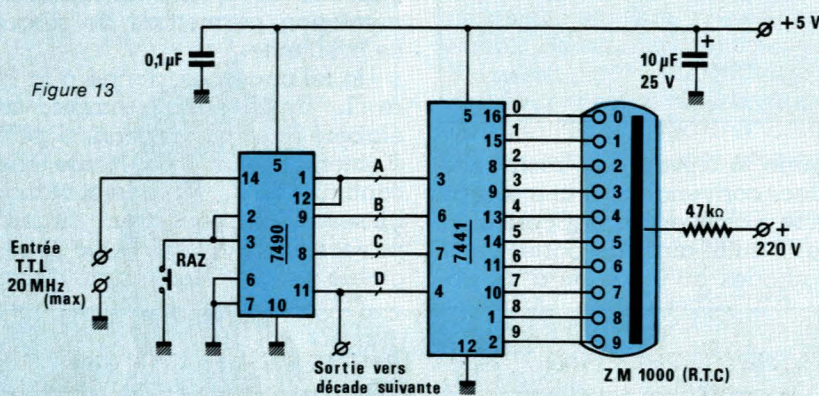 Figure 13
0,1 µF
+5 V
10 µF
25 V
+
Entrée
T.T.L
20 MHz
(max)
RAZ
14
2
3
6
7
5
10
7490
1
12
9
8
11
A
B
C
D
Sortie vers
décade suivante
3
6
7
4
5
12
7441
16
15
8
9
13
14
11
10
1
2
0
1
2
3
4
5
6
7
8
9
0
1
2
3
4
5
6
7
8
9
47 kΩ
+
220 V
Z M 1000 (R.T.C)